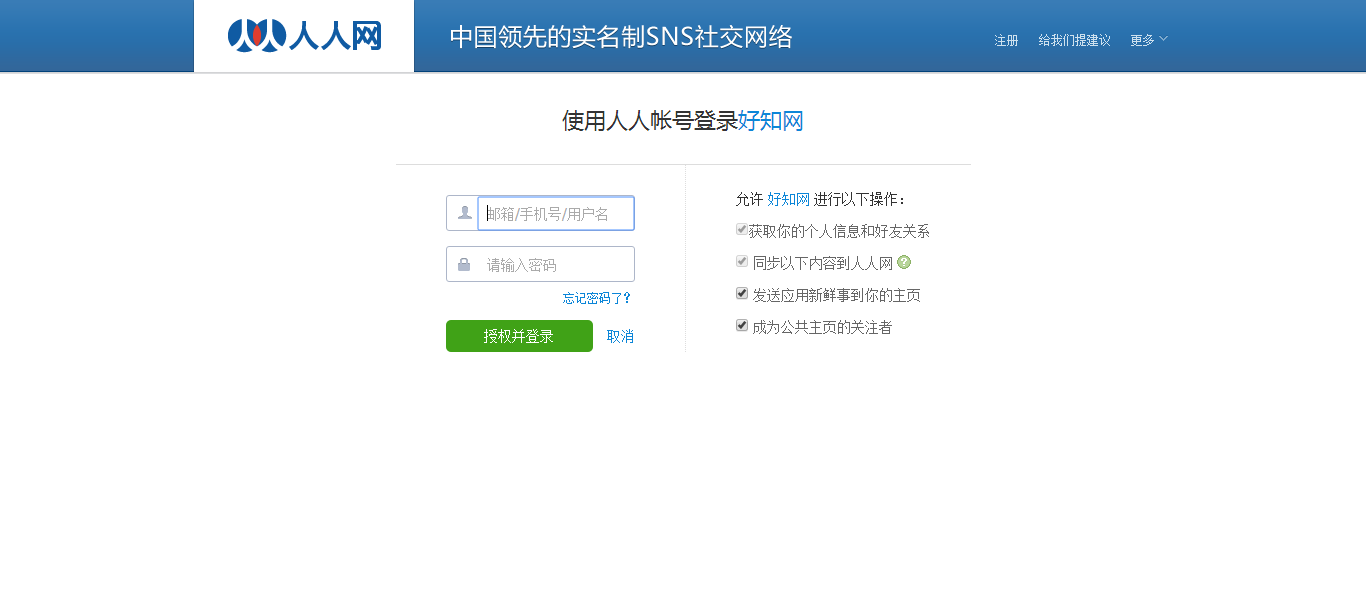 人人网 中国领先的实名制SNS社交网络 注册 给我们提建议 更多
使用人人帐号登录好知网
邮箱/手机号/用户名
请输入密码
忘记密码了?
授权并登录 取消
允许 好知网 进行以下操作：
获取你的个人信息和好友关系
同步以下内容到人人网 ?
发送应用新鲜事到你的主页
成为公共主页的关注者